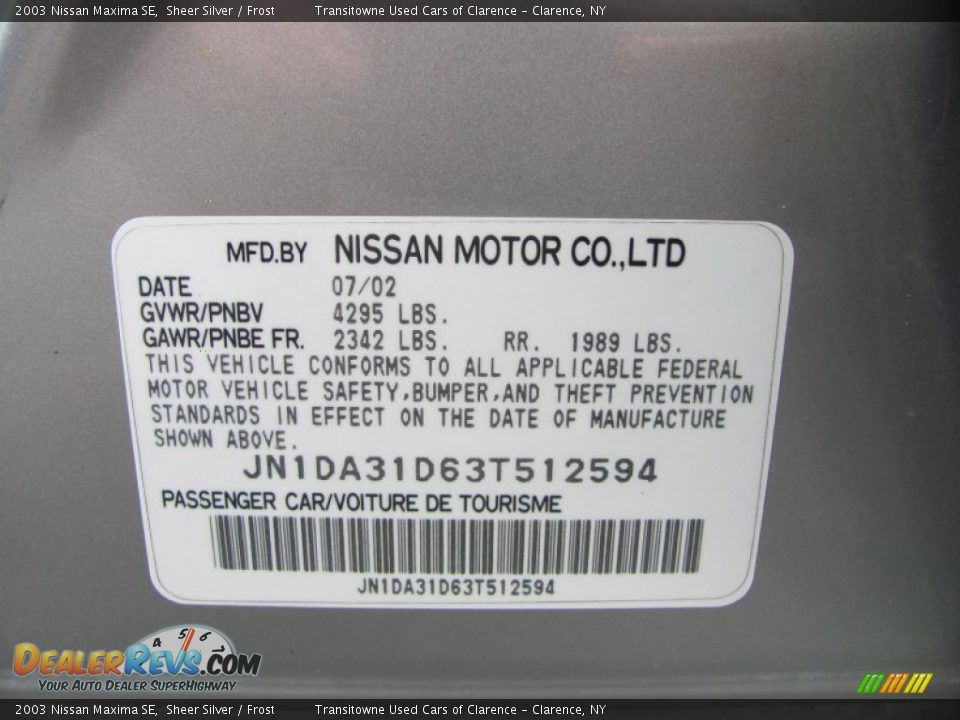 2003 Nissan Maxima SE, Sheer Silver / Frost Transitowne Used Cars of Clarence - Clarence, NY
MFD.BY NISSAN MOTOR CO.,LTD
DATE 07/02
GVWR/PNBV 4295 LBS.
GAWR/PNBE FR. 2342 LBS. RR. 1989 LBS.
THIS VEHICLE CONFORMS TO ALL APPLICABLE FEDERAL
MOTOR VEHICLE SAFETY,BUMPER,AND THEFT PREVENTION
STANDARDS IN EFFECT ON THE DATE OF MANUFACTURE
SHOWN ABOVE.
JN1DA31D63T512594
PASSENGER CAR/VOITURE DE TOURISME
JN1DA31D63T512594
4 5 6 7
DEALERREVS.COM
YOUR AUTO DEALER SUPERHIGHWAY
2003 Nissan Maxima SE, Sheer Silver / Frost Transitowne Used Cars of Clarence - Clarence, NY